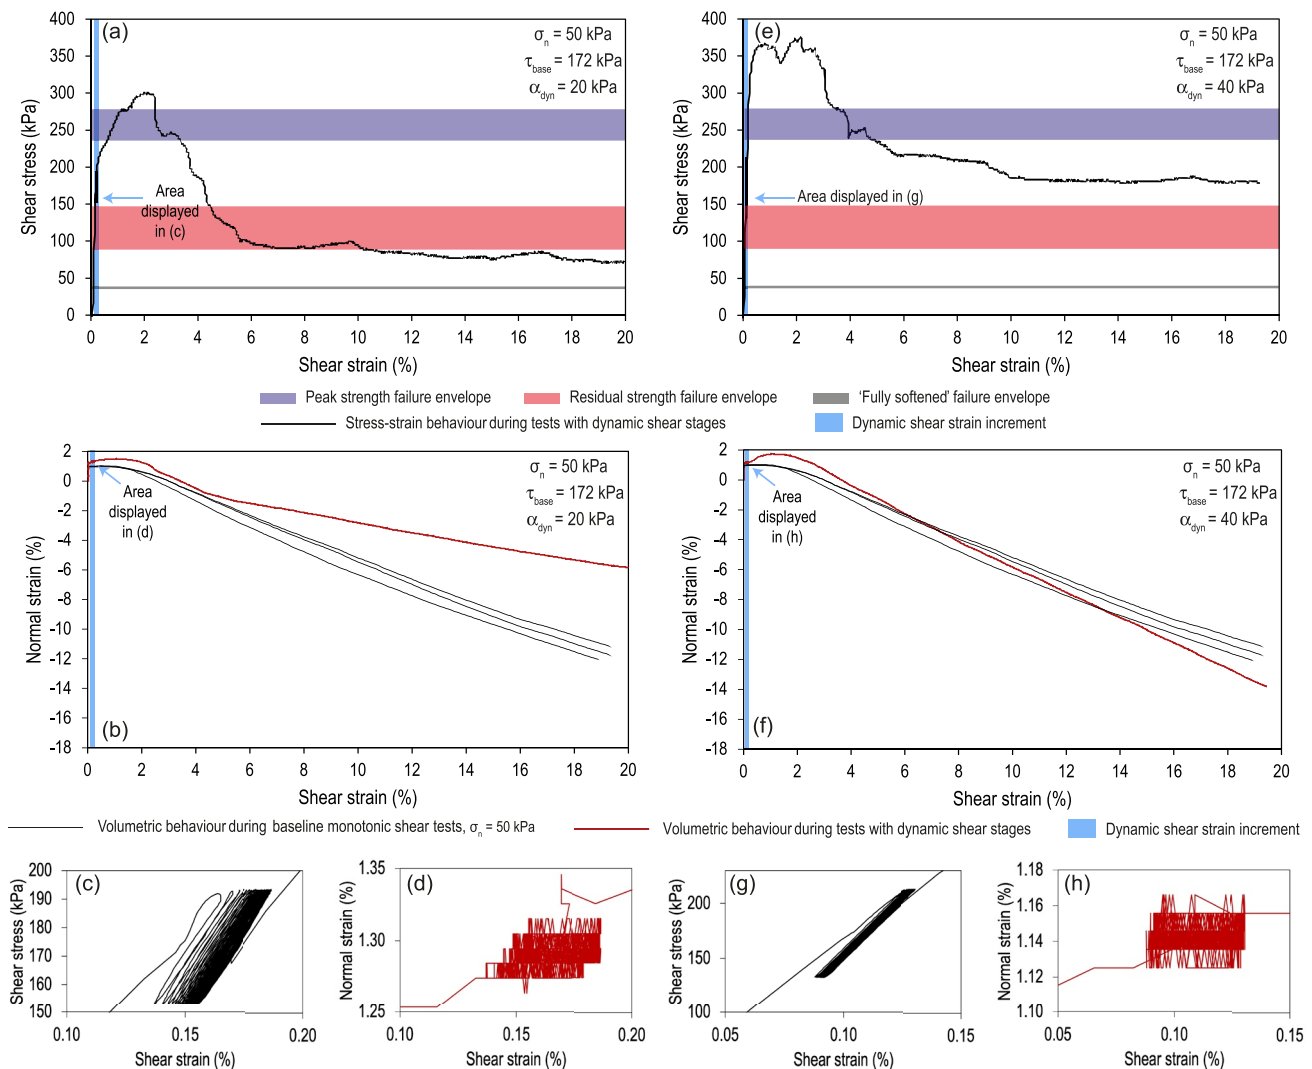 (a)
σn = 50 kPa
τbase = 172 kPa
αdyn = 20 kPa
Shear stress (kPa)
400
350
300
250
200
150
100
50
0
Area
displayed
in (c)
0 2 4 6 8 10 12 14 16 18 20
Shear strain (%)
(e)
σn = 50 kPa
τbase = 172 kPa
αdyn = 40 kPa
Shear stress (kPa)
400
350
300
250
200
150
100
50
0
Area displayed in (g)
0 2 4 6 8 10 12 14 16 18 20
Shear strain (%)
Peak strength failure envelope
Residual strength failure envelope
‘Fully softened’ failure envelope
Stress-strain behaviour during tests with dynamic shear stages
Dynamic shear strain increment
(b)
σn = 50 kPa
τbase = 172 kPa
αdyn = 20 kPa
Normal strain (%)
2
0
-2
-4
-6
-8
-10
-12
-14
-16
-18
Area
displayed
in (d)
0 2 4 6 8 10 12 14 16 18 20
Shear strain (%)
(f)
σn = 50 kPa
τbase = 172 kPa
αdyn = 40 kPa
Normal strain (%)
2
0
-2
-4
-6
-8
-10
-12
-14
-16
-18
Area
displayed
in (h)
0 2 4 6 8 10 12 14 16 18 20
Shear strain (%)
Volumetric behaviour during baseline monotonic shear tests, σn = 50 kPa
Volumetric behaviour during tests with dynamic shear stages
Dynamic shear strain increment
(c)
Shear stress (kPa)
200
190
180
170
160
150
0.10 0.15 0.20
Shear strain (%)
(d)
Normal strain (%)
1.35
1.30
1.25
0.10 0.15 0.20
Shear strain (%)
(g)
Shear stress (kPa)
200
100
0.05 0.10 0.15
Shear strain (%)
(h)
Normal strain (%)
1.18
1.16
1.14
1.12
1.10
0.05 0.10 0.15
Shear strain (%)